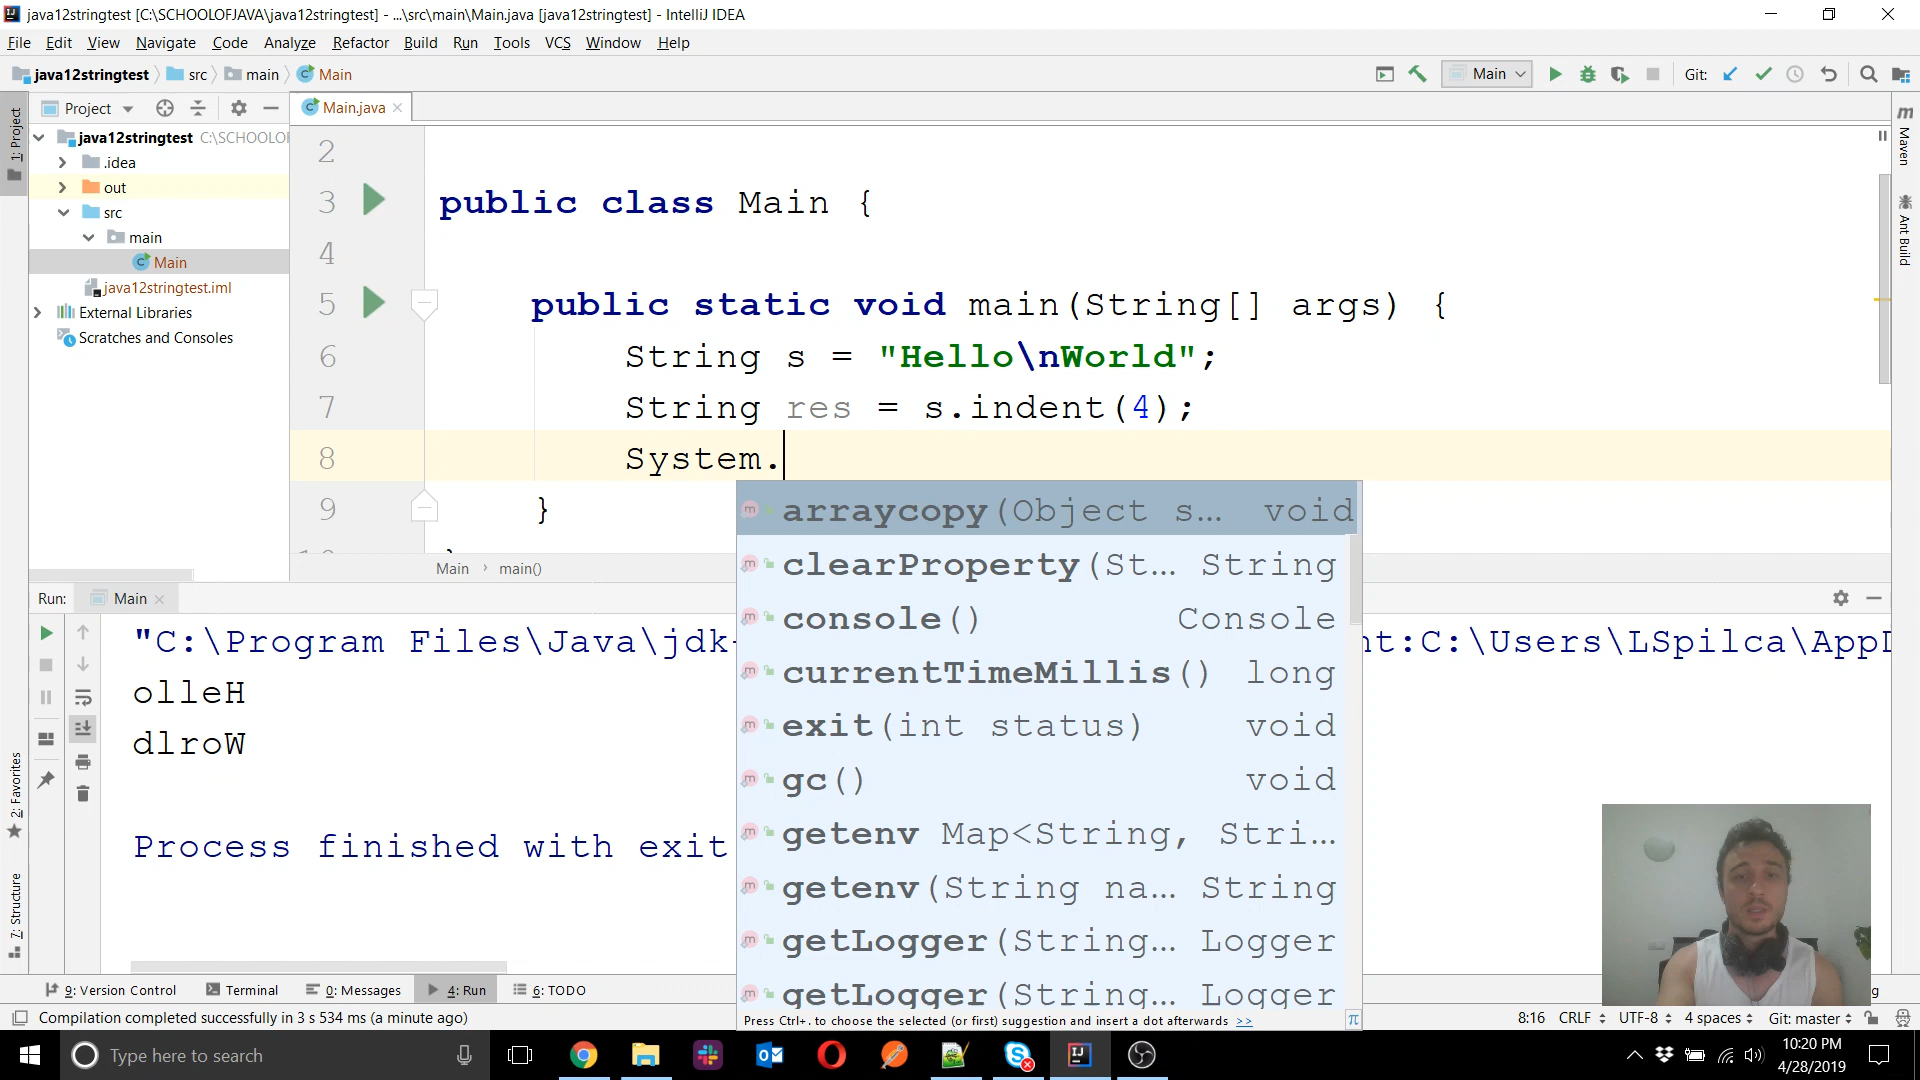 java12stringtest [C:\SCHOOLOFJAVA\java12stringtest] - ...\src\main\Main.java [java12stringtest] - IntelliJ IDEA
File Edit View Navigate Code Analyze Refactor Build Run Tools VCS Window Help
java12stringtest src main Main
Main Git:
Project
Main.java
1: Project
java12stringtest C:\SCHOOLOF
.idea
out
src
main
Main
java12stringtest.iml
External Libraries
Scratches and Consoles
2
3 public class Main {
4
5 public static void main(String[] args) {
6 String s = "Hello\nWorld";
7 String res = s.indent(4);
8 System.
9 }
Main main()
arraycopy(Object s... void
clearProperty(St... String
console() Console
currentTimeMillis() long
exit(int status) void
gc() void
getenv Map<String, Stri...
getenv(String na... String
getLogger(String... Logger
getLogger(String... Logger
Press Ctrl+. to choose the selected (or first) suggestion and insert a dot afterwards >>
π
Maven
Ant Build
Run: Main
"C:\Program Files\Java\jdk- nt:C:\Users\LSpilca\AppD
olleH
dlroW
Process finished with exit
2: Favorites
7: Structure
9: Version Control Terminal 0: Messages 4: Run 6: TODO
Compilation completed successfully in 3 s 534 ms (a minute ago)
8:16 CRLF UTF-8 4 spaces Git: master
Type here to search
10:20 PM
4/28/2019